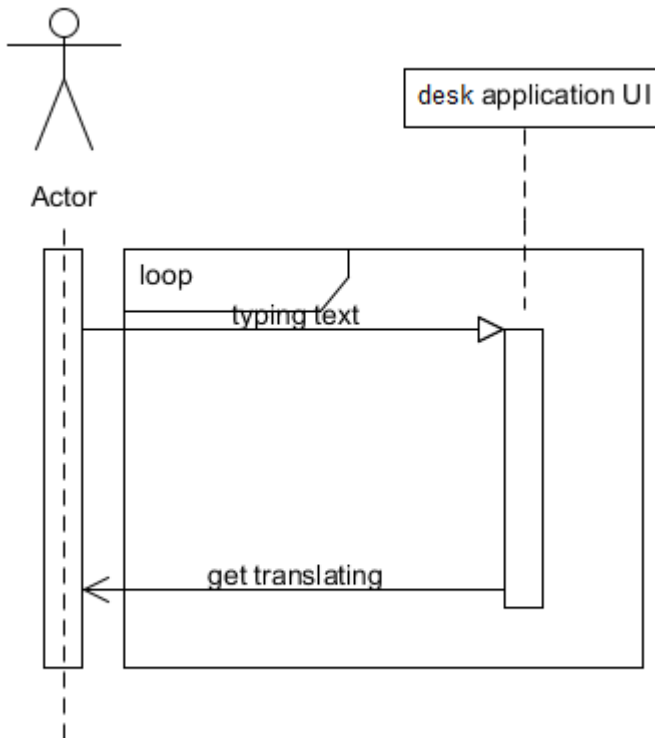 desk application UI
Actor
loop
typing text
get translating